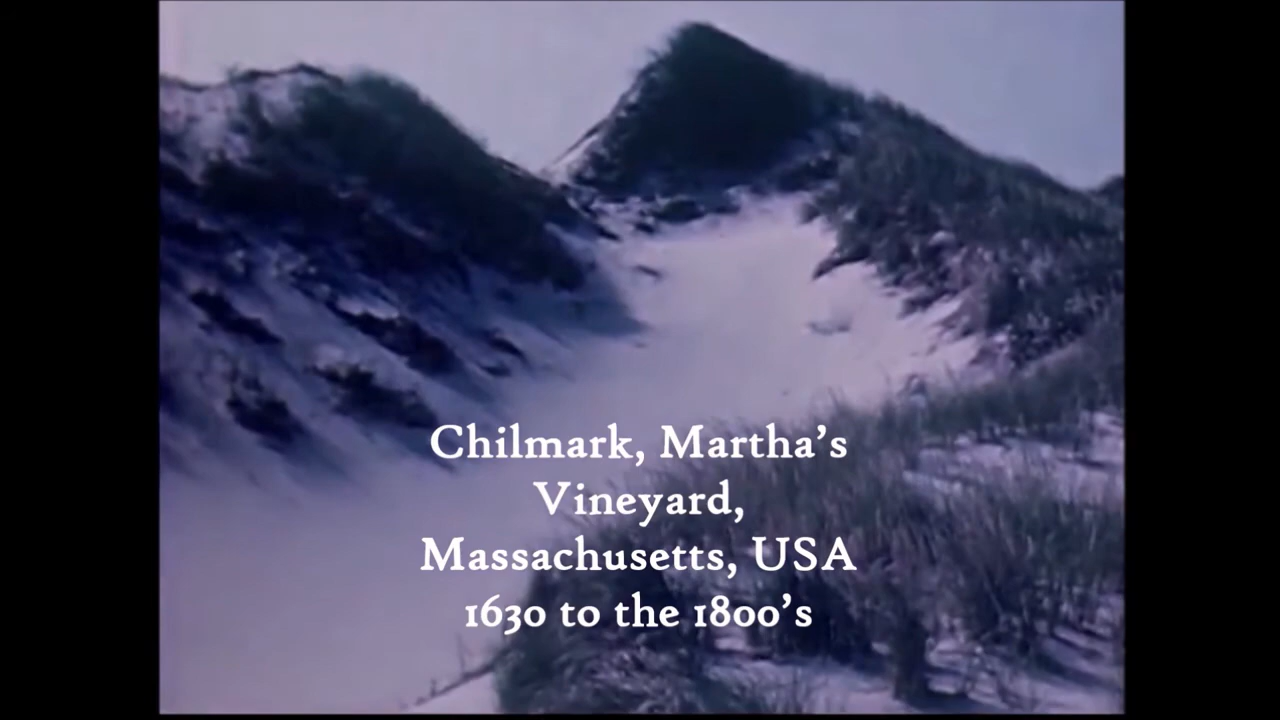 Chilmark, Martha's
Vineyard,
Massachusetts, USA
1630 to the 1800's